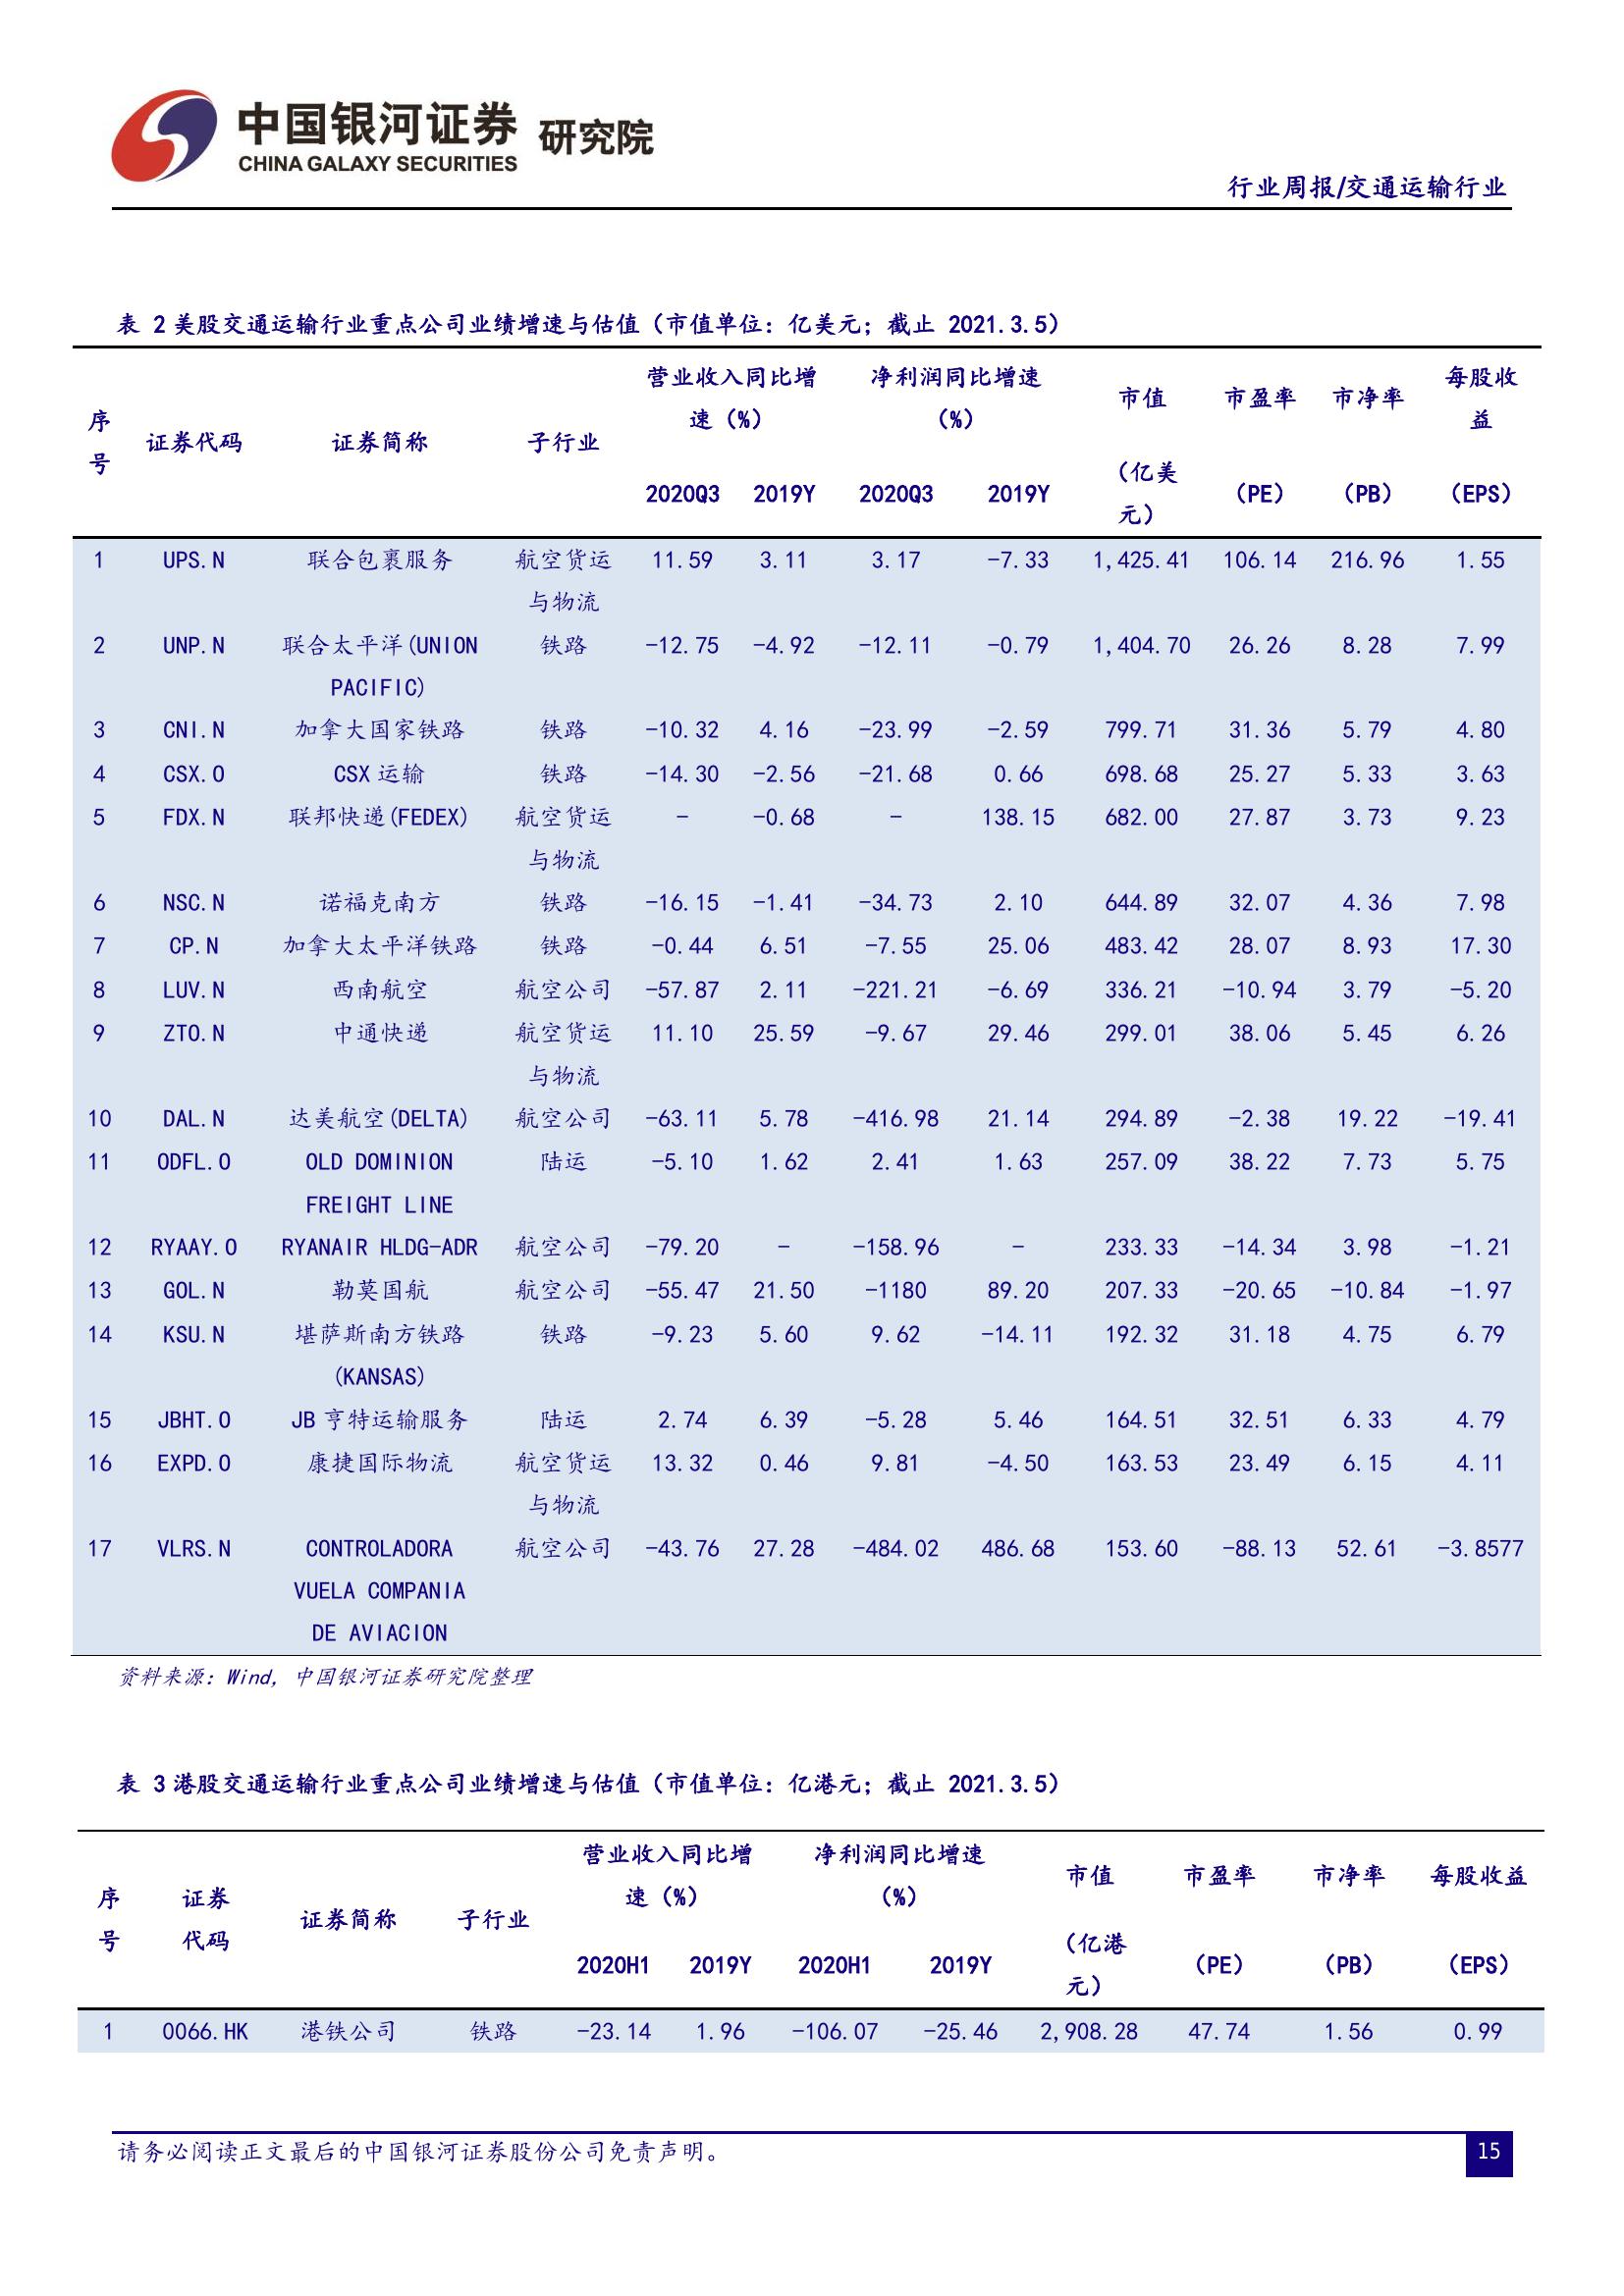 中国银河证券 研究院
CHINA GALAXY SECURITIES
行业周报/交通运输行业
表 2 美股交通运输行业重点公司业绩增速与估值（市值单位：亿美元；截止 2021.3.5）
序号 证券代码 证券简称 子行业 营业收入同比增速（%） 净利润同比增速（%） 市值 市盈率 市净率 每股收益
2020Q3 2019Y 2020Q3 2019Y （亿美元） （PE） （PB） （EPS）
1 UPS.N 联合包裹服务 航空货运 11.59 3.11 3.17 -7.33 1,425.41 106.14 216.96 1.55
与物流
2 UNP.N 联合太平洋(UNION 铁路 -12.75 -4.92 -12.11 -0.79 1,404.70 26.26 8.28 7.99
PACIFIC)
3 CNI.N 加拿大国家铁路 铁路 -10.32 4.16 -23.99 -2.59 799.71 31.36 5.79 4.80
4 CSX.O CSX 运输 铁路 -14.30 -2.56 -21.68 0.66 698.68 25.27 5.33 3.63
5 FDX.N 联邦快递(FEDEX) 航空货运 - -0.68 - 138.15 682.00 27.87 3.73 9.23
与物流
6 NSC.N 诺福克南方 铁路 -16.15 -1.41 -34.73 2.10 644.89 32.07 4.36 7.98
7 CP.N 加拿大太平洋铁路 铁路 -0.44 6.51 -7.55 25.06 483.42 28.07 8.93 17.30
8 LUV.N 西南航空 航空公司 -57.87 2.11 -221.21 -6.69 336.21 -10.94 3.79 -5.20
9 ZTO.N 中通快递 航空货运 11.10 25.59 -9.67 29.46 299.01 38.06 5.45 6.26
与物流
10 DAL.N 达美航空(DELTA) 航空公司 -63.11 5.78 -416.98 21.14 294.89 -2.38 19.22 -19.41
11 ODFL.O OLD DOMINION 陆运 -5.10 1.62 2.41 1.63 257.09 38.22 7.73 5.75
FREIGHT LINE
12 RYAAY.O RYANAIR HLDG-ADR 航空公司 -79.20 - -158.96 - 233.33 -14.34 3.98 -1.21
13 GOL.N 勒莫国航 航空公司 -55.47 21.50 -1180 89.20 207.33 -20.65 -10.84 -1.97
14 KSU.N 堪萨斯南方铁路 铁路 -9.23 5.60 9.62 -14.11 192.32 31.18 4.75 6.79
(KANSAS)
15 JBHT.O JB 亨特运输服务 陆运 2.74 6.39 -5.28 5.46 164.51 32.51 6.33 4.79
16 EXPD.O 康捷国际物流 航空货运 13.32 0.46 9.81 -4.50 163.53 23.49 6.15 4.11
与物流
17 VLRS.N CONTROLADORA 航空公司 -43.76 27.28 -484.02 486.68 153.60 -88.13 52.61 -3.8577
VUELA COMPANIA
DE AVIACION
资料来源：Wind, 中国银河证券研究院整理
表 3 港股交通运输行业重点公司业绩增速与估值（市值单位：亿港元；截止 2021.3.5）
序号 证券代码 证券简称 子行业 营业收入同比增速（%） 净利润同比增速（%） 市值 市盈率 市净率 每股收益
2020H1 2019Y 2020H1 2019Y （亿港元） （PE） （PB） （EPS）
1 0066.HK 港铁公司 铁路 -23.14 1.96 -106.07 -25.46 2,908.28 47.74 1.56 0.99
请务必阅读正文最后的中国银河证券股份公司免责声明。
15